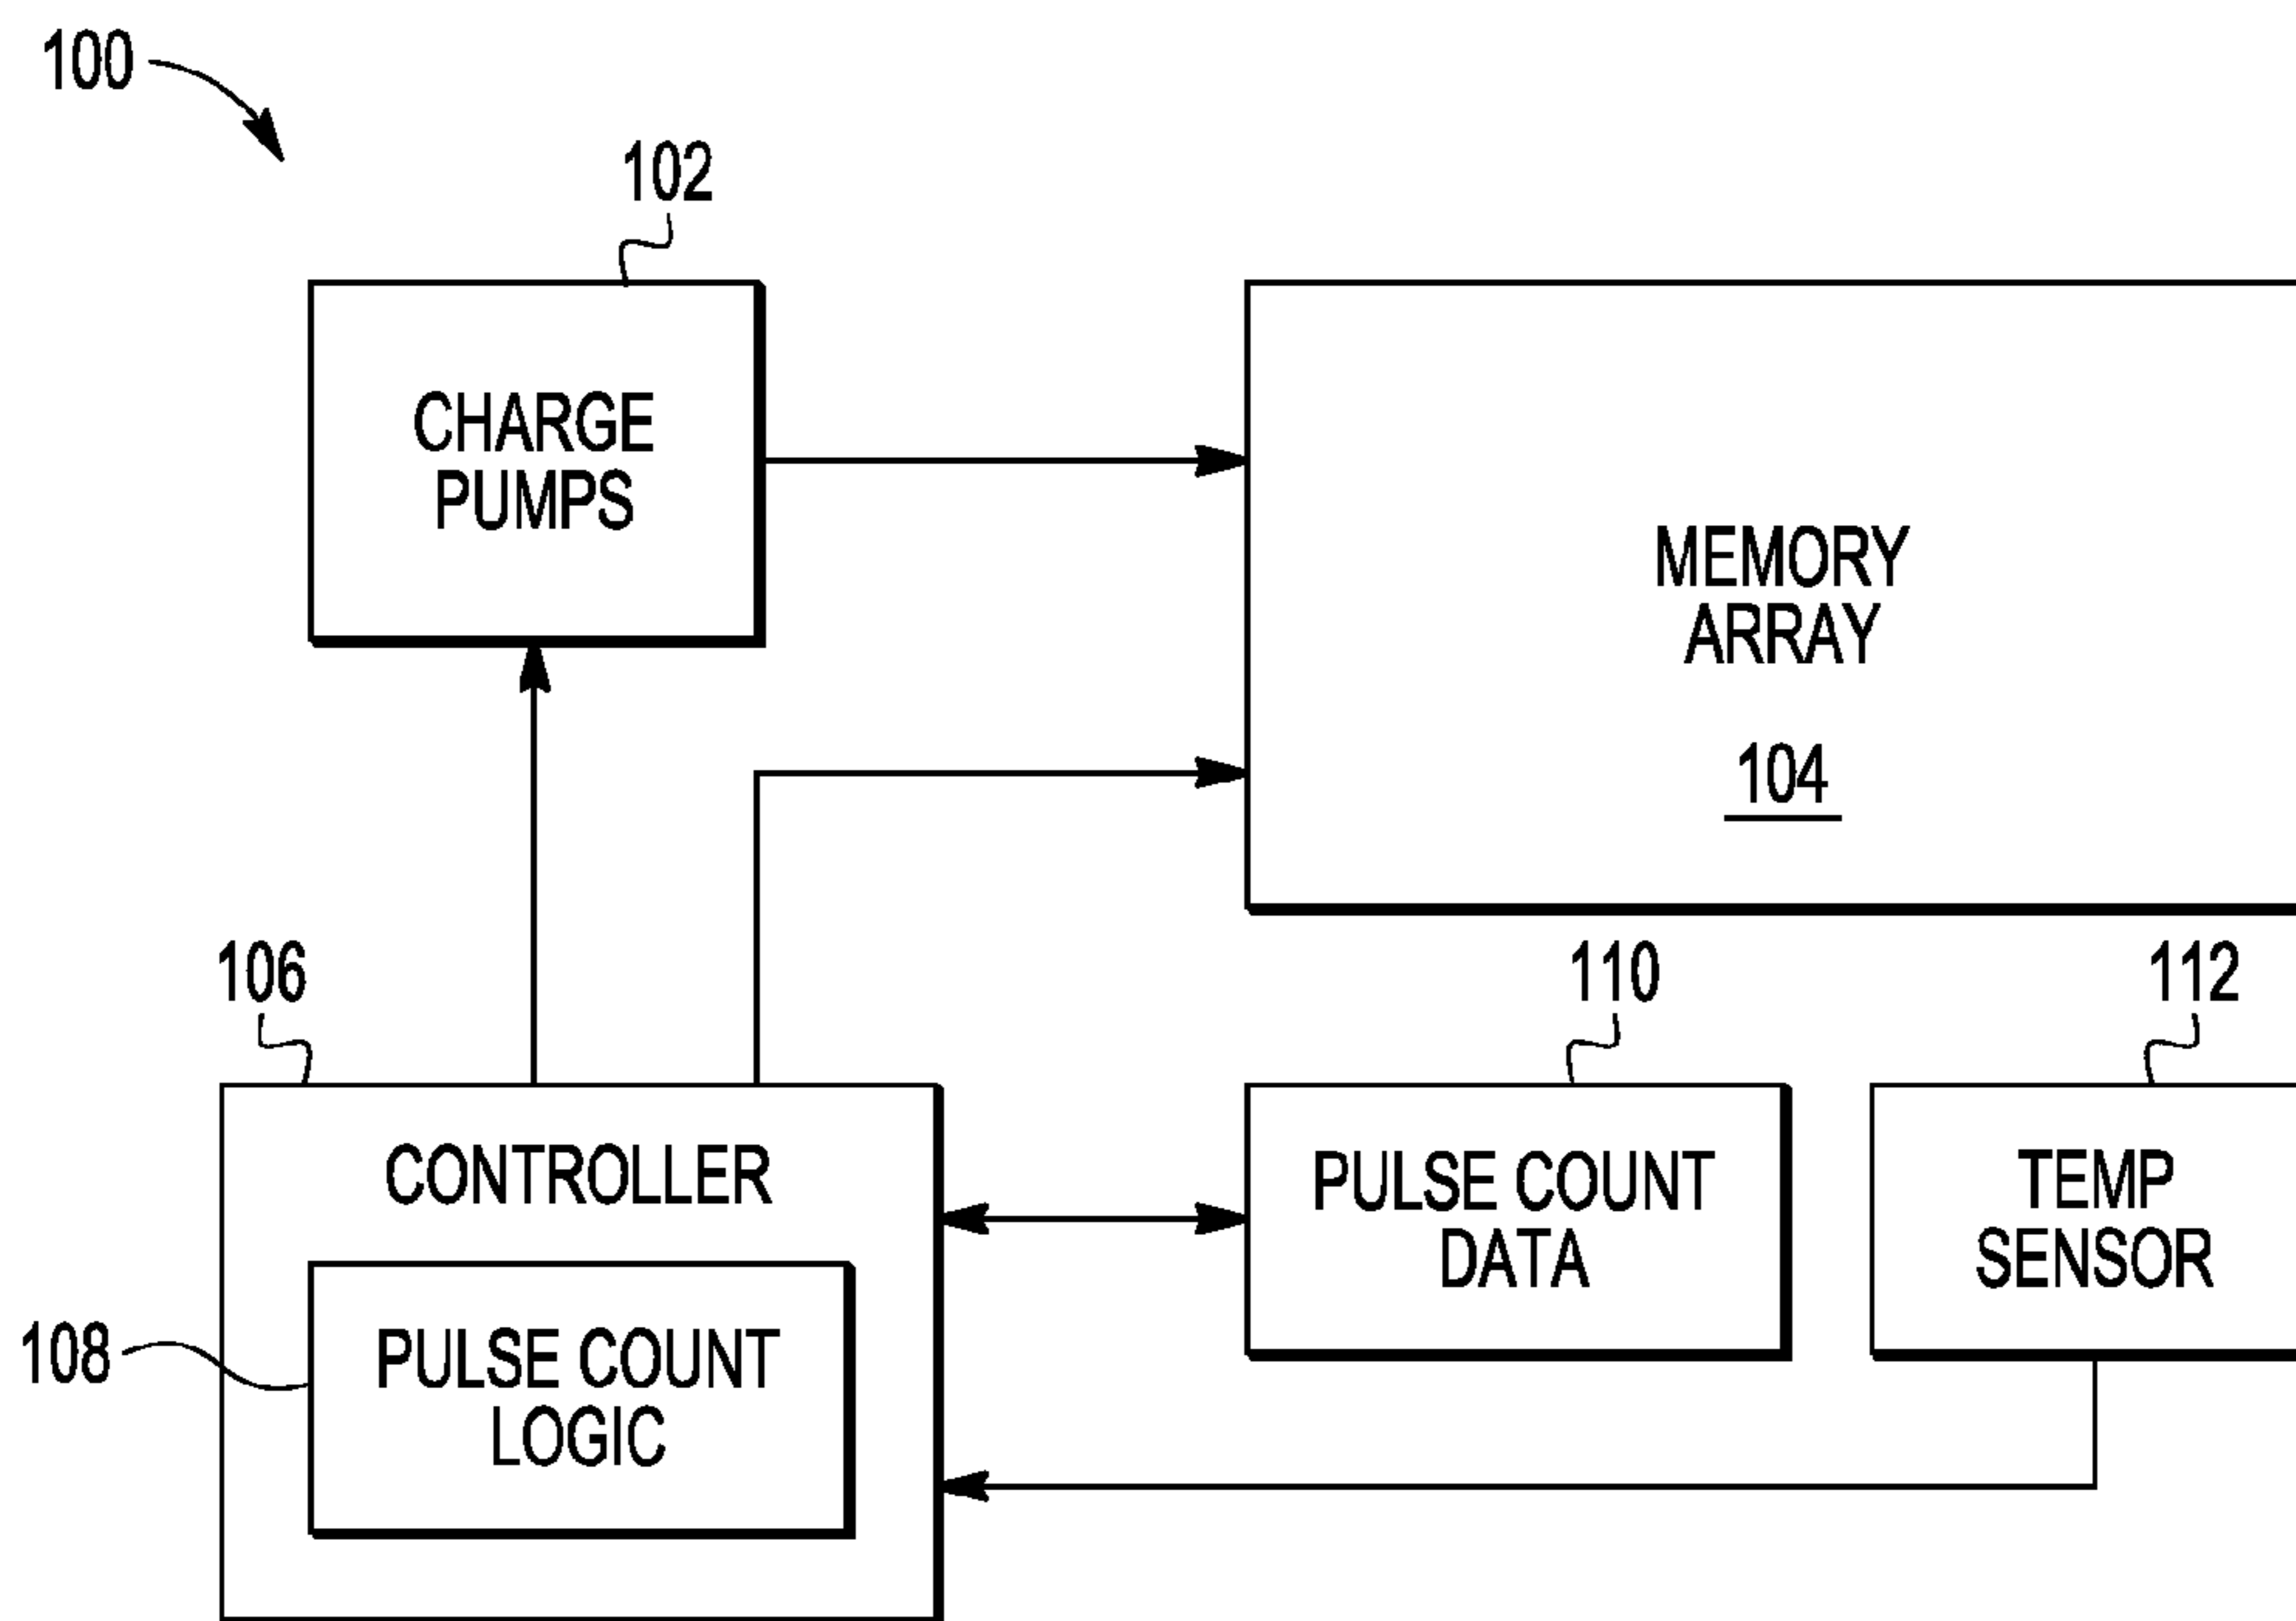 100
102
CHARGE
PUMPS
MEMORY
ARRAY
104
106
110
112
CONTROLLER
PULSE COUNT
DATA
TEMP
SENSOR
108
PULSE COUNT
LOGIC